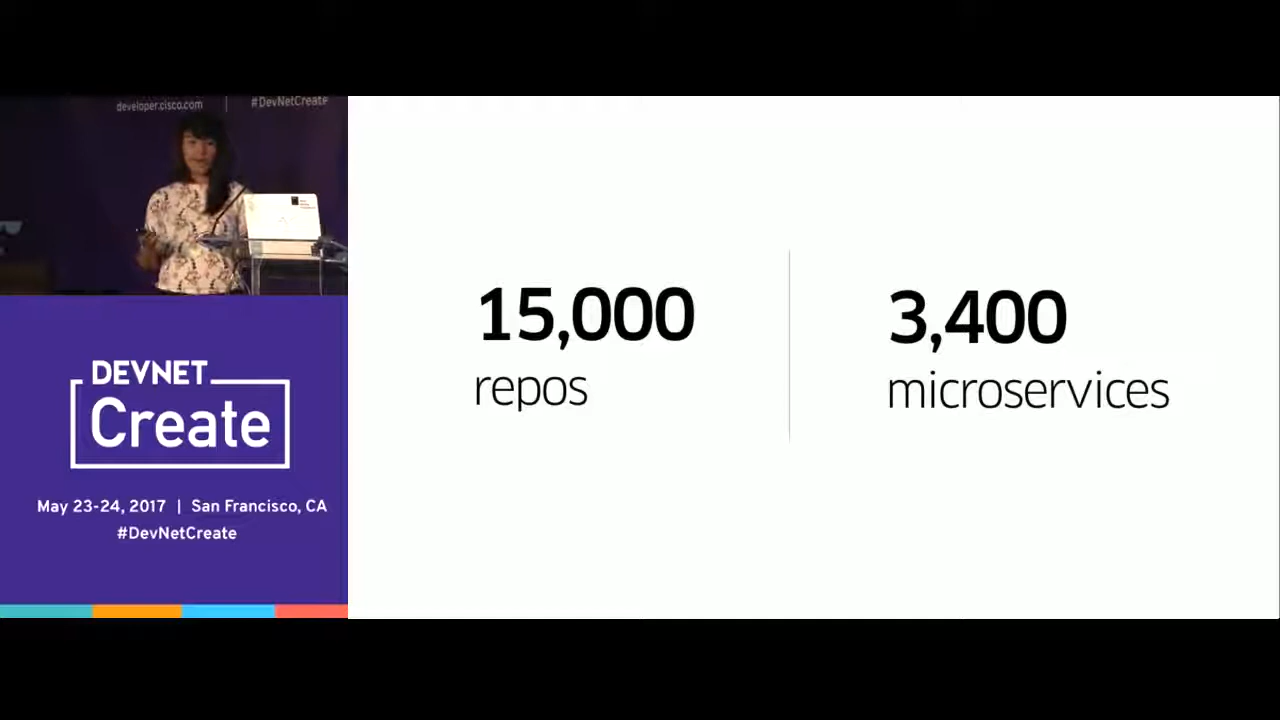 developer.cisco.com | #DevNetCreate
DEVNET
Create
May 23-24, 2017 | San Francisco, CA
#DevNetCreate
15,000
repos
3,400
microservices